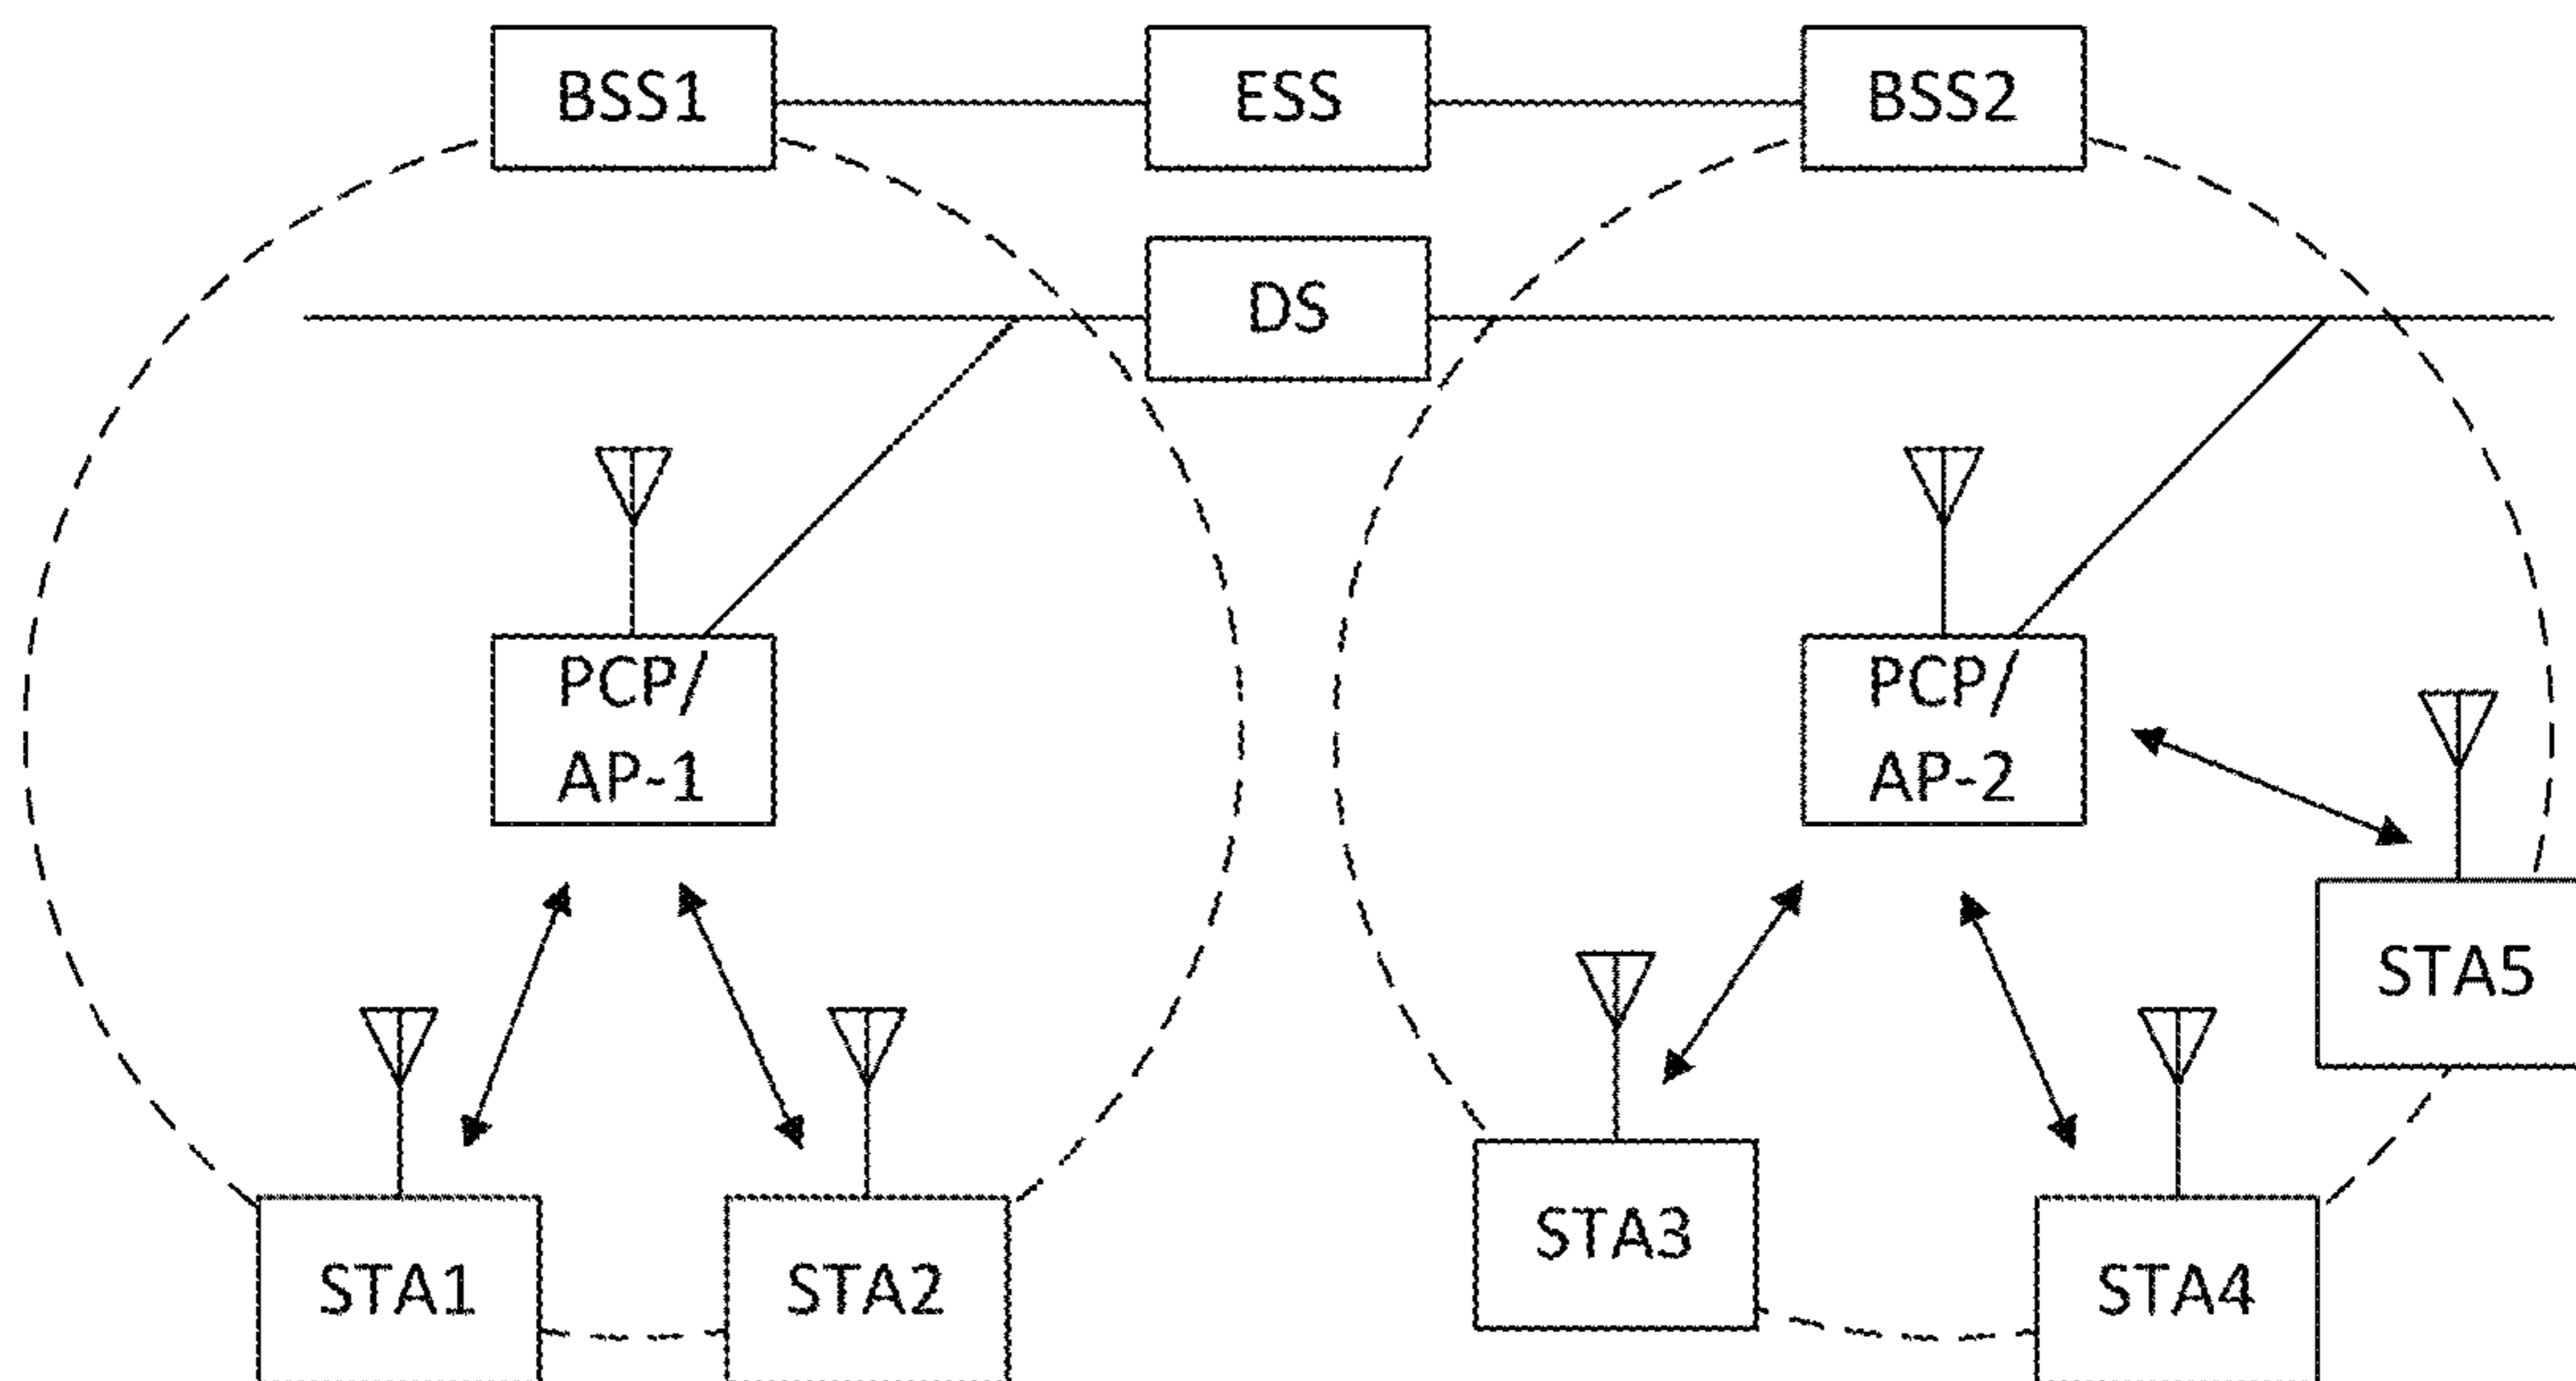 BSS1
ESS
BSS2
DS
PCP/
AP-1
PCP/
AP-2
STA5
STA3
STA4
STA1
STA2